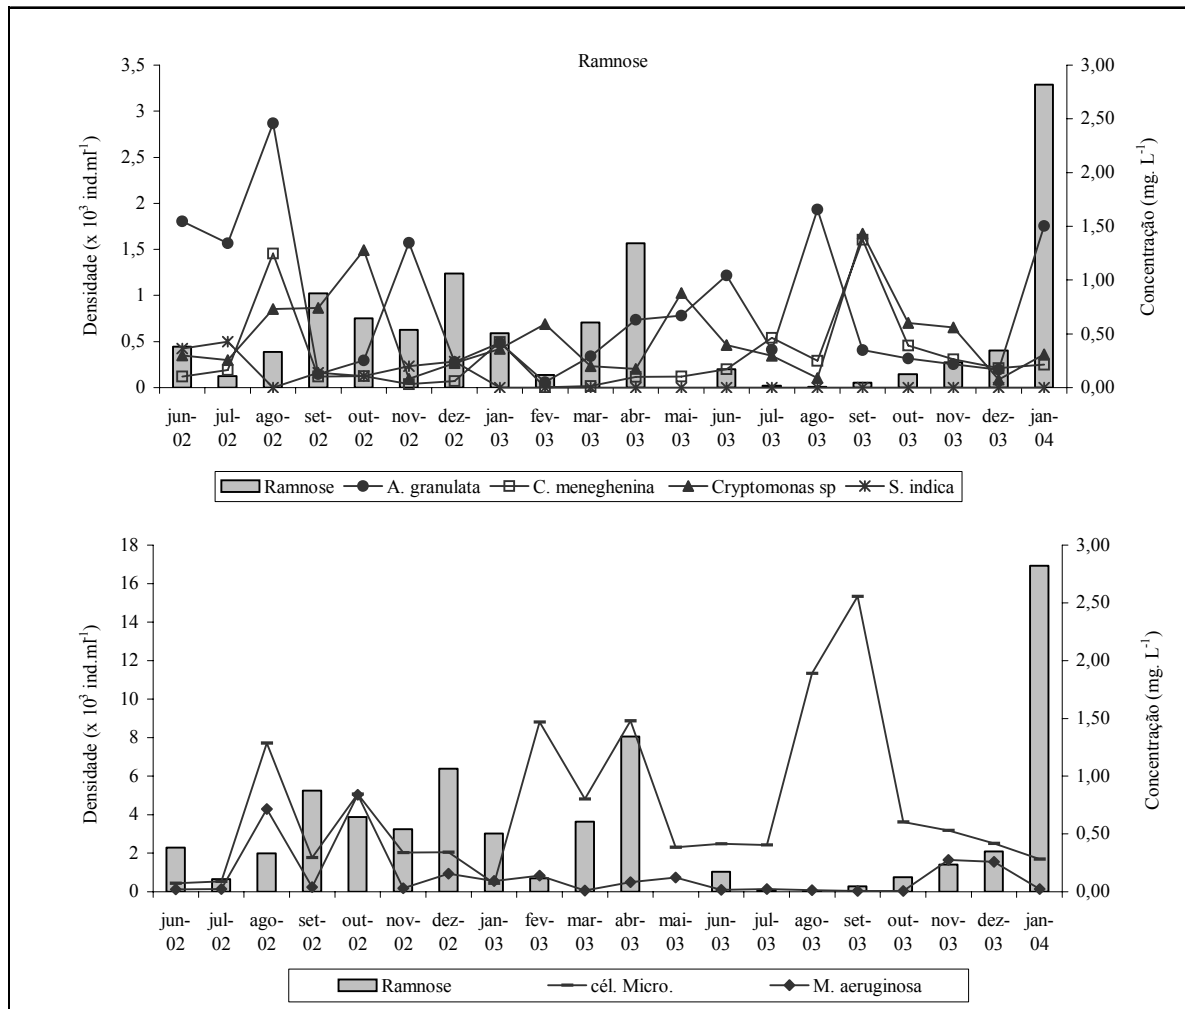 Ramnose
3,5
3
2,5
2
1,5
1
0,5
0
3,00
2,50
2,00
1,50
1,00
0,50
0,00
Densidade (x 10³ ind.ml⁻¹)
Concentração (mg. L⁻¹)
jun- jul- ago- set- out- nov- dez- jan- fev- mar- abr- mai- jun- jul- ago- set- out- nov- dez- jan-
02 02 02 02 02 02 02 03 03 03 03 03 03 03 03 03 03 03 03 04
Ramnose A. granulata C. meneghenina Cryptomonas sp S. indica
18
16
14
12
10
8
6
4
2
0
3,00
2,50
2,00
1,50
1,00
0,50
0,00
Densidade (x 10³ ind.ml⁻¹)
Concentração (mg. L⁻¹)
jun- jul- ago- set- out- nov- dez- jan- fev- mar- abr- mai- jun- jul- ago- set- out- nov- dez- jan-
02 02 02 02 02 02 02 03 03 03 03 03 03 03 03 03 03 03 03 04
Ramnose cél. Micro. M. aeruginosa